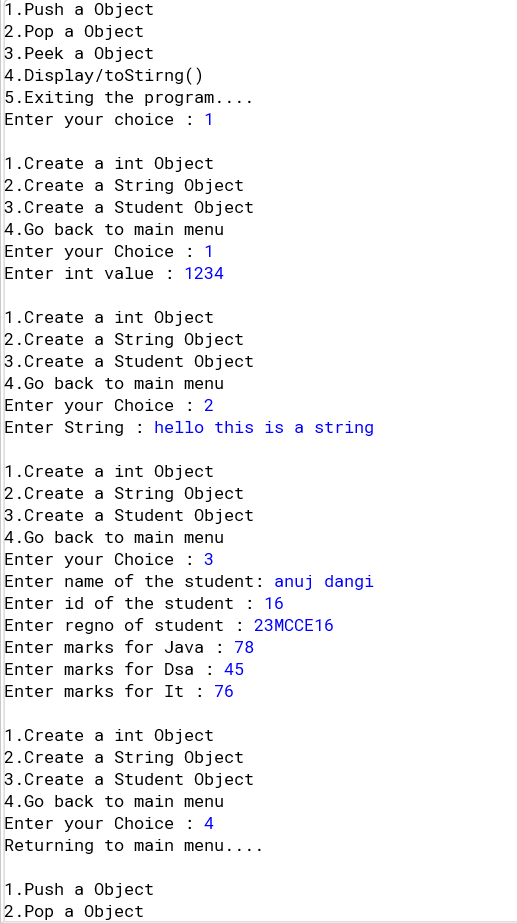 1.Push a Object
2.Pop a Object
3.Peek a Object
4.Display/toStirng()
5.Exiting the program....
Enter your choice : 1

1.Create a int Object
2.Create a String Object
3.Create a Student Object
4.Go back to main menu
Enter your Choice : 1
Enter int value : 1234

1.Create a int Object
2.Create a String Object
3.Create a Student Object
4.Go back to main menu
Enter your Choice : 2
Enter String : hello this is a string

1.Create a int Object
2.Create a String Object
3.Create a Student Object
4.Go back to main menu
Enter your Choice : 3
Enter name of the student: anuj dangi
Enter id of the student : 16
Enter regno of student : 23MCCE16
Enter marks for Java : 78
Enter marks for Dsa : 45
Enter marks for It : 76

1.Create a int Object
2.Create a String Object
3.Create a Student Object
4.Go back to main menu
Enter your Choice : 4
Returning to main menu....

1.Push a Object
2.Pop a Object